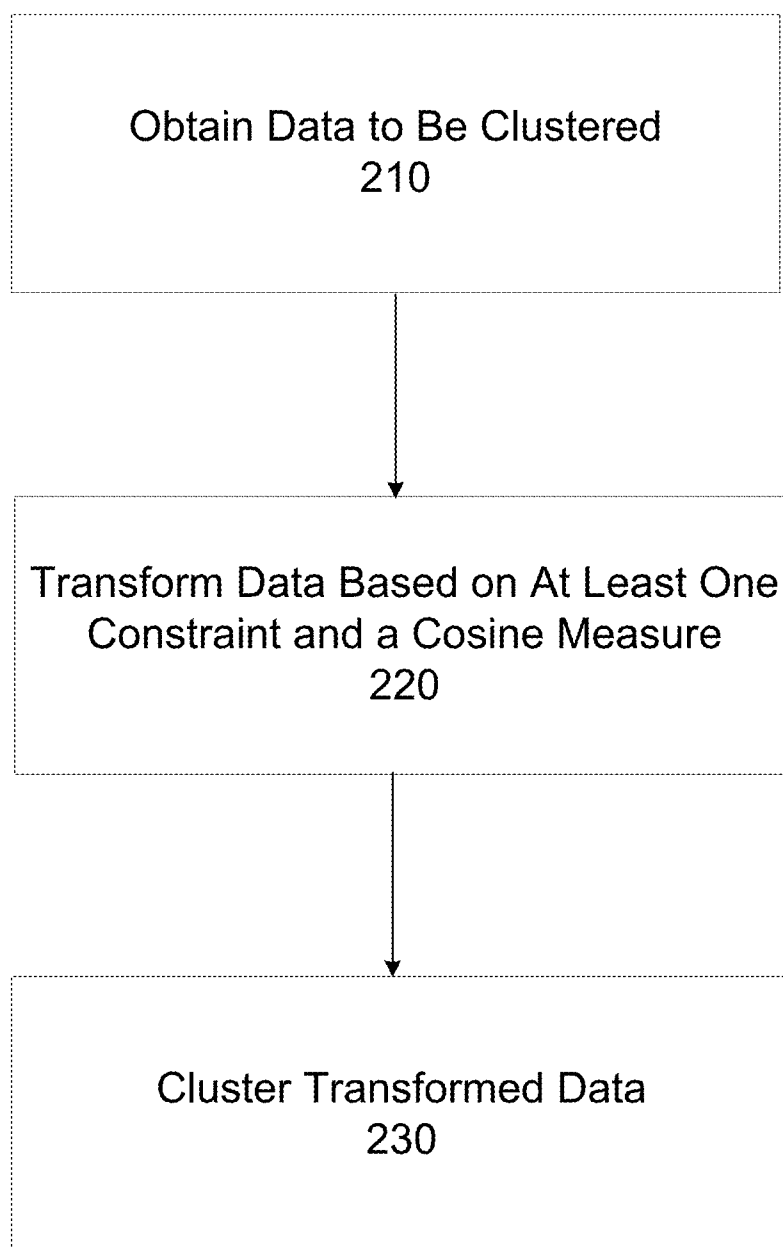 Obtain Data to Be Clustered
210
Transform Data Based on At Least One
Constraint and a Cosine Measure
220
Cluster Transformed Data
230